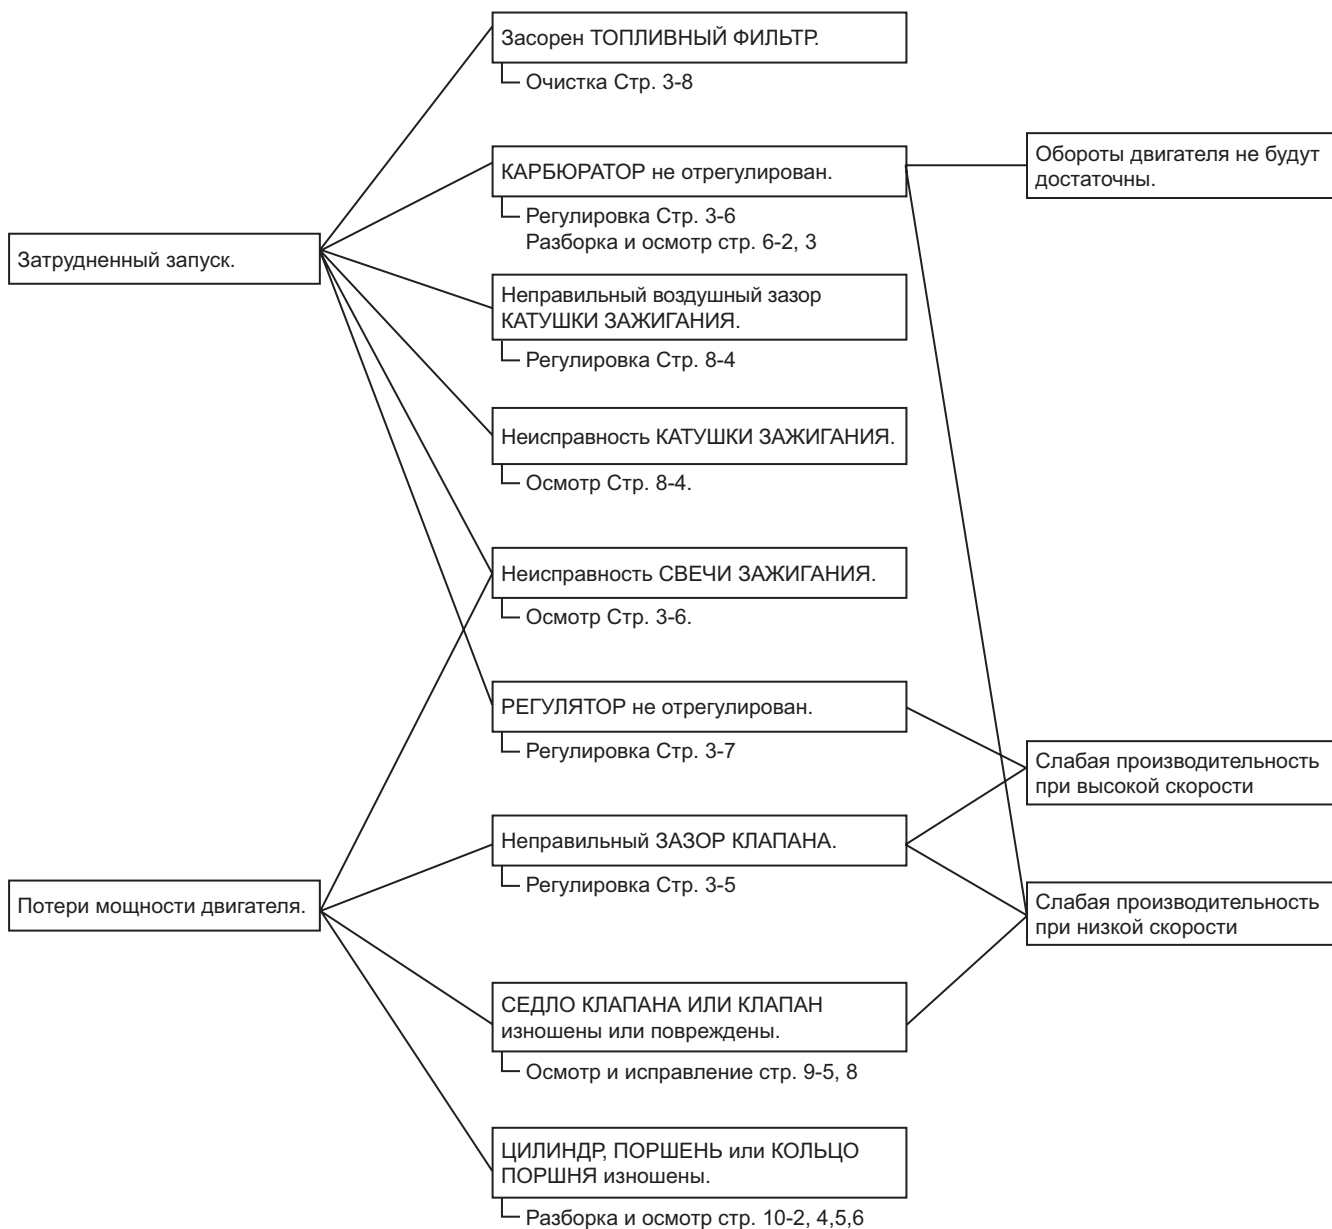 Засорен ТОПЛИВНЫЙ ФИЛЬТР.
Очистка Стр. 3-8
КАРБЮРАТОР не отрегулирован.
Регулировка Стр. 3-6
Разборка и осмотр стр. 6-2, 3
Обороты двигателя не будут
достаточны.
Затрудненный запуск.
Неправильный воздушный зазор
КАТУШКИ ЗАЖИГАНИЯ.
Регулировка Стр. 8-4
Неисправность КАТУШКИ ЗАЖИГАНИЯ.
Осмотр Стр. 8-4.
Неисправность СВЕЧИ ЗАЖИГАНИЯ.
Осмотр Стр. 3-6.
РЕГУЛЯТОР не отрегулирован.
Регулировка Стр. 3-7
Слабая производительность
при высокой скорости
Неправильный ЗАЗОР КЛАПАНА.
Регулировка Стр. 3-5
Потери мощности двигателя.
Слабая производительность
при низкой скорости
СЕДЛО КЛАПАНА ИЛИ КЛАПАН
изношены или повреждены.
Осмотр и исправление стр. 9-5, 8
ЦИЛИНДР, ПОРШЕНЬ или КОЛЬЦО
ПОРШНЯ изношены.
Разборка и осмотр стр. 10-2, 4,5,6